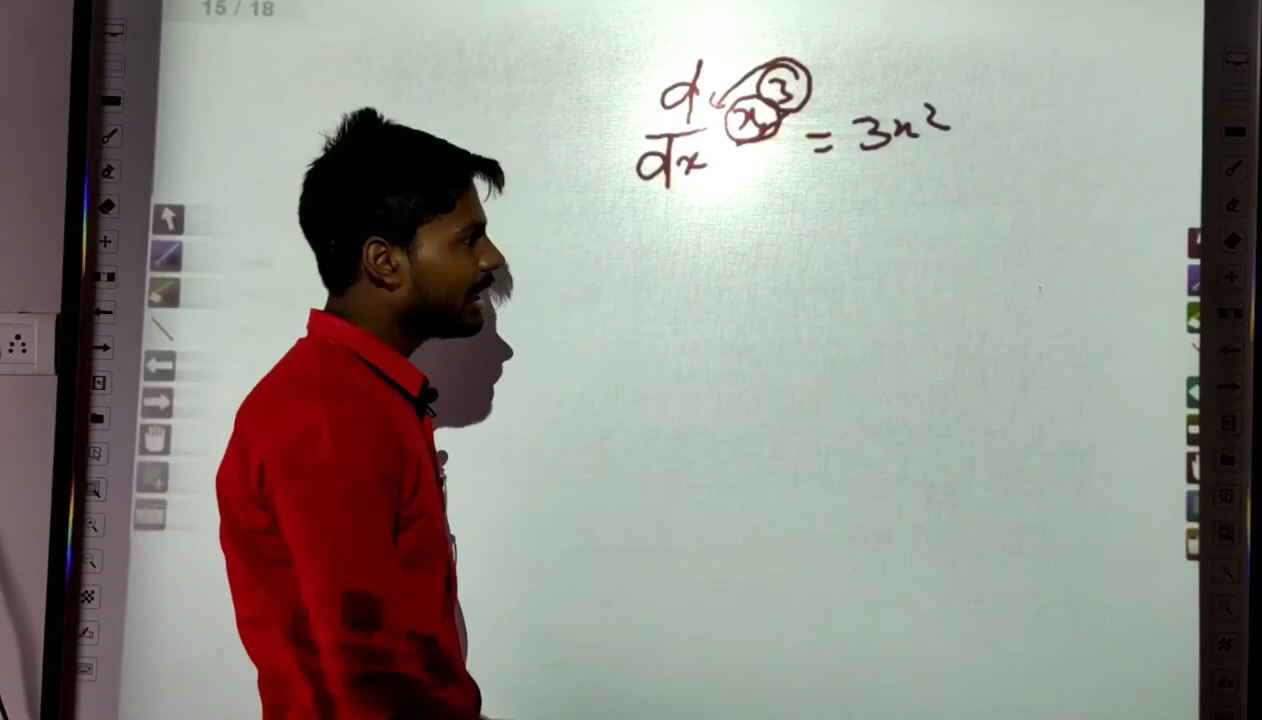 15 / 18
d/dx x³ = 3x²